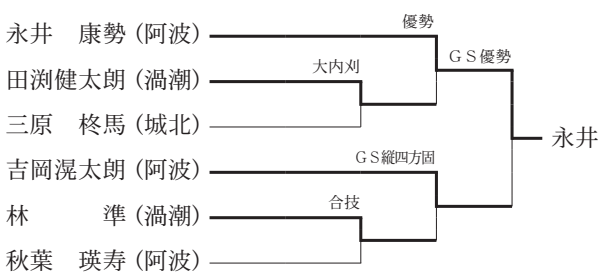 永井　康勢（阿波）
優勢
田渕健太朗（渦潮）
大内刈
GS優勢
三原　柊馬（城北）
永井
吉岡滉太朗（阿波）
GS縦四方固
林　　　準（渦潮）
合技
秋葉　瑛寿（阿波）